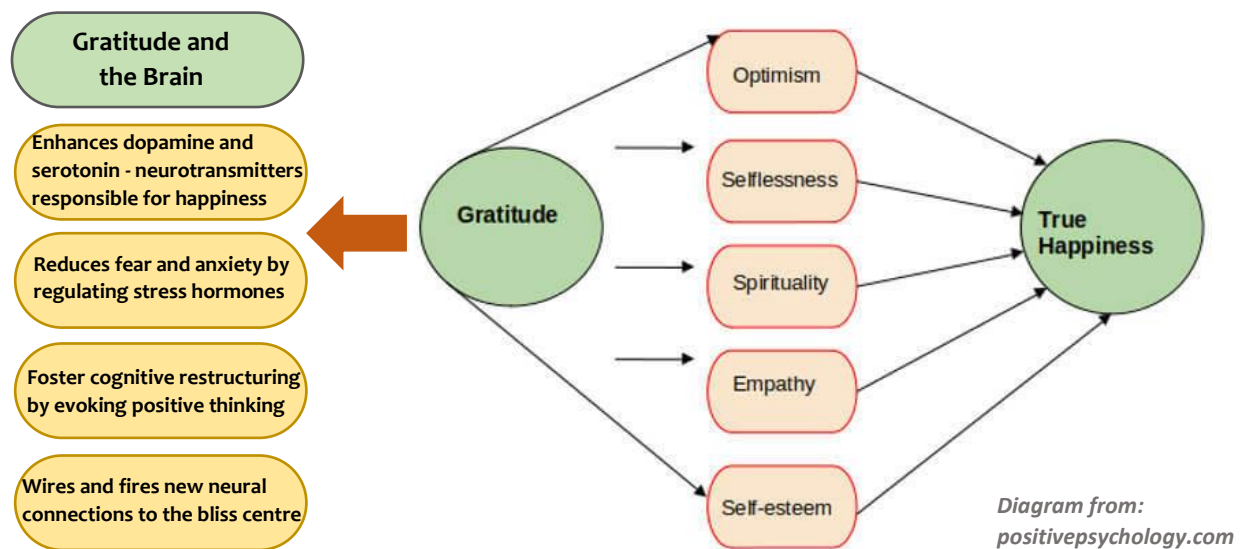 Gratitude and
the Brain
Enhances dopamine and
serotonin - neurotransmitters
responsible for happiness
Reduces fear and anxiety by
regulating stress hormones
Foster cognitive restructuring
by evoking positive thinking
Wires and fires new neural
connections to the bliss centre
Gratitude
Optimism
Selflessness
Spirituality
Empathy
Self-esteem
True
Happiness
Diagram from:
positivepsychology.com